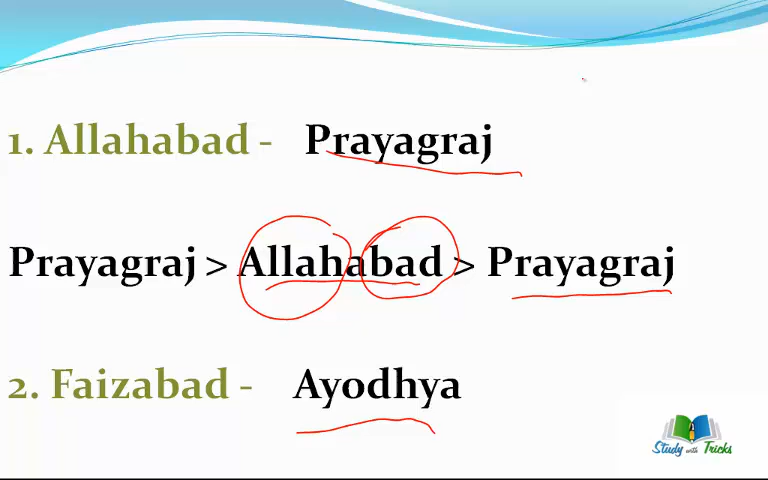 1. Allahabad - Prayagraj
Prayagraj > Allahabad > Prayagraj
2. Faizabad - Ayodhya
Study with Tricks